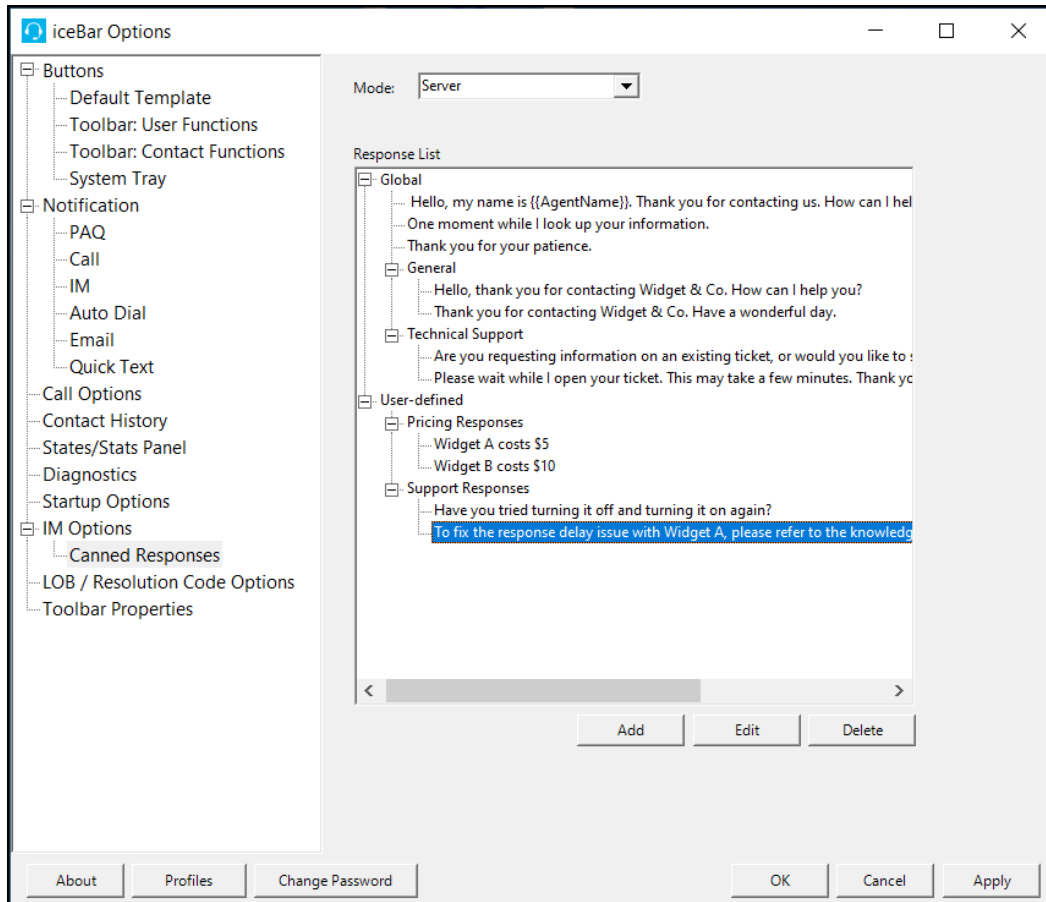 iceBar Options
Buttons
Default Template
Toolbar: User Functions
Toolbar: Contact Functions
System Tray
Notification
PAQ
Call
IM
Auto Dial
Email
Quick Text
Call Options
Contact History
States/Stats Panel
Diagnostics
Startup Options
IM Options
Canned Responses
LOB / Resolution Code Options
Toolbar Properties
Mode: Server
Response List
Global
Hello, my name is {{AgentName}}. Thank you for contacting us. How can I hel
One moment while I look up your information.
Thank you for your patience.
General
Hello, thank you for contacting Widget & Co. How can I help you?
Thank you for contacting Widget & Co. Have a wonderful day.
Technical Support
Are you requesting information on an existing ticket, or would you like to
Please wait while I open your ticket. This may take a few minutes. Thank yo
User-defined
Pricing Responses
Widget A costs $5
Widget B costs $10
Support Responses
Have you tried turning it off and turning it on again?
To fix the response delay issue with Widget A, please refer to the knowledg
Add Edit Delete
About Profiles Change Password OK Cancel Apply